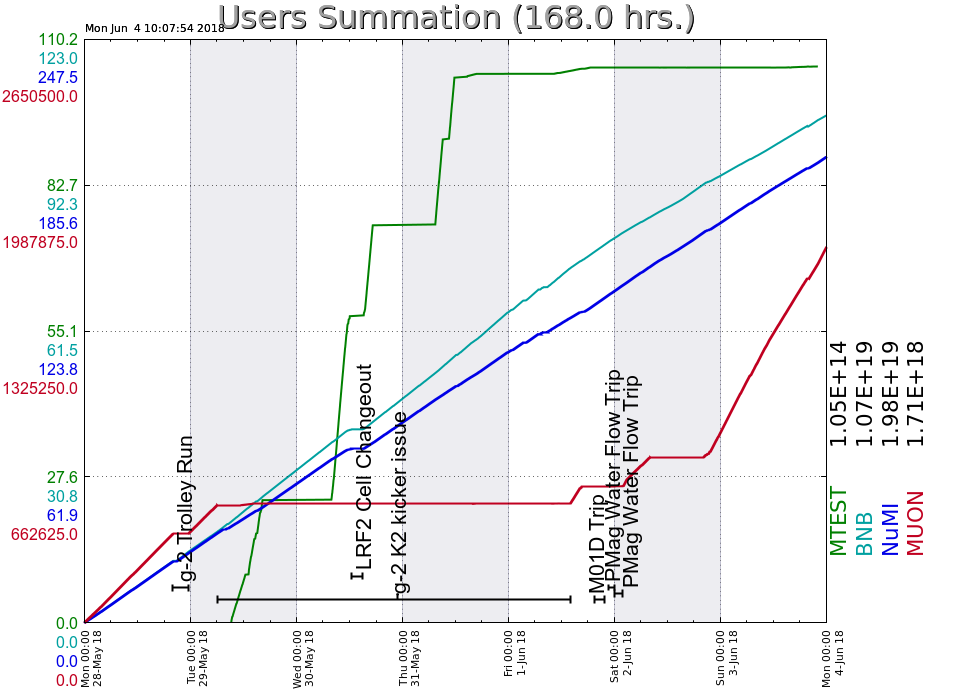 Users Summation (168.0 hrs.)
Mon Jun 4 10:07:54 2018
110.2
123.0
247.5
2650500.0
82.7
92.3
185.6
1987875.0
55.1
61.5
123.8
1325250.0
27.6
30.8
61.9
662625.0
0.0
0.0
0.0
0.0
g-2 Trolley Run
LRF2 Cell Changeout
g-2 K2 kicker issue
M01D Trip
PMag Water Flow Trip
PMag Water Flow Trip
Mon 00:00
28-May 18
Tue 00:00
29-May 18
Wed 00:00
30-May 18
Thu 00:00
31-May 18
Fri 00:00
1-Jun 18
Sat 00:00
2-Jun 18
Sun 00:00
3-Jun 18
Mon 00:00
4-Jun 18
MTEST 1.05E+14
BNB 1.07E+19
NuMI 1.98E+19
MUON 1.71E+18